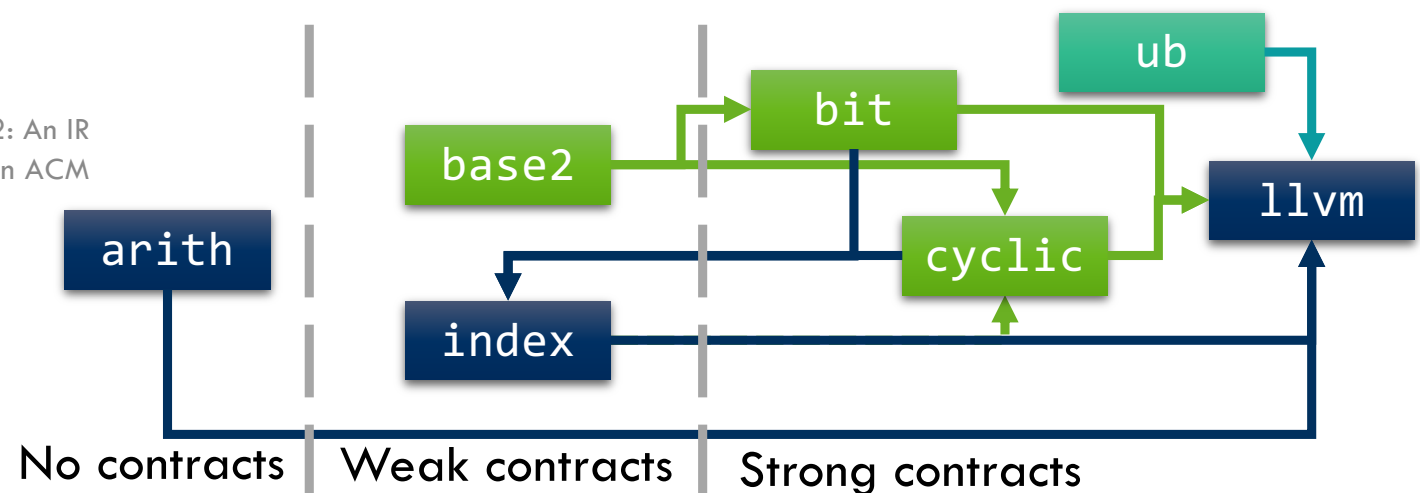 ub
bit
2: An IR
n ACM
base2
llvm
arith
cyclic
index
No contracts
Weak contracts
Strong contracts